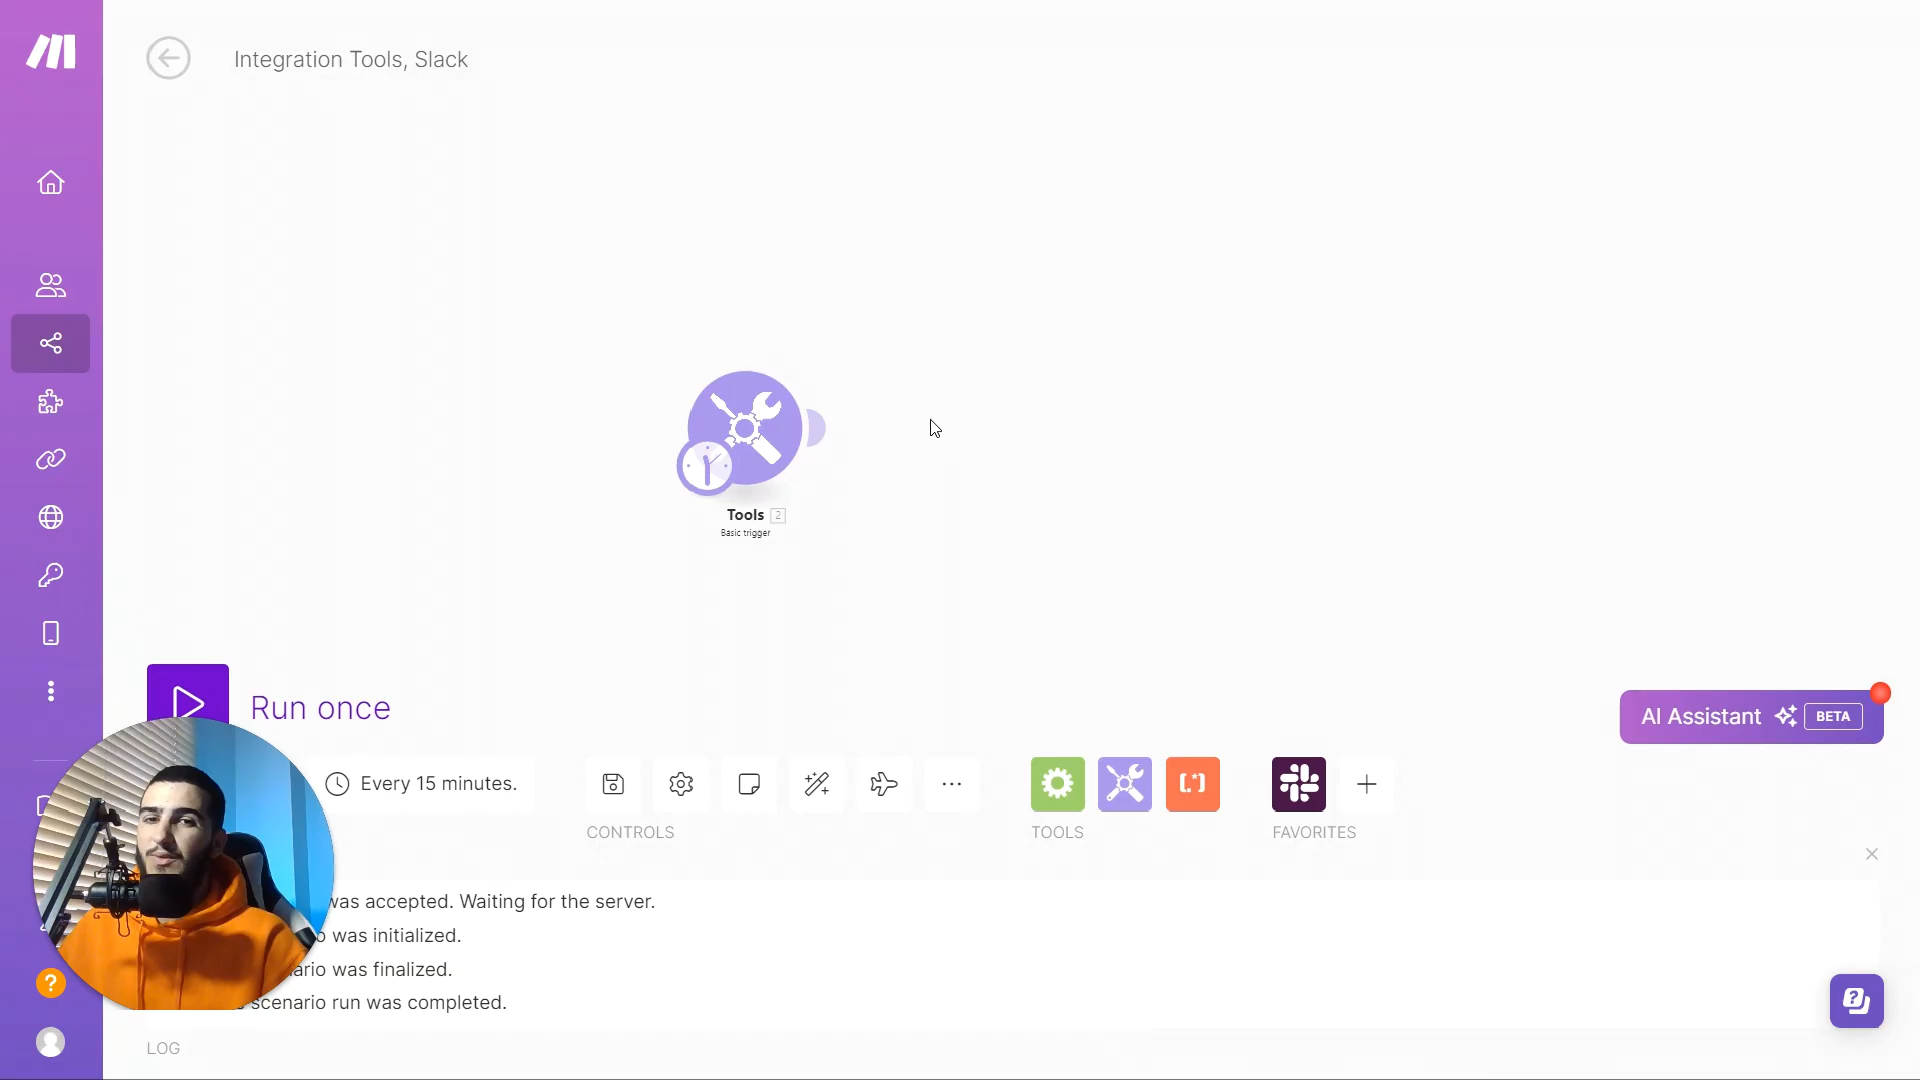 Integration Tools, Slack
Tools 2
Basic trigger
Run once
AI Assistant BETA
Every 15 minutes.
CONTROLS
TOOLS
FAVORITES
was accepted. Waiting for the server.
was initialized.
was finalized.
scenario run was completed.
LOG